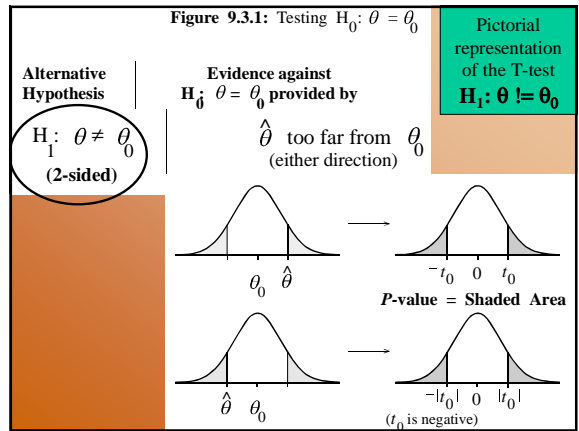 Figure 9.3.1: Testing H₀: θ = θ₀
Pictorial
representation
of the T-test
H₁: θ != θ₀
Alternative
Hypothesis
Evidence against
H₀: θ = θ₀ provided by
H₁: θ ≠ θ₀
(2-sided)
θ̂ too far from θ₀
(either direction)
θ₀ θ̂
−t₀ 0 t₀
P-value = Shaded Area
θ̂ θ₀
−|t₀| 0 |t₀|
(t₀ is negative)